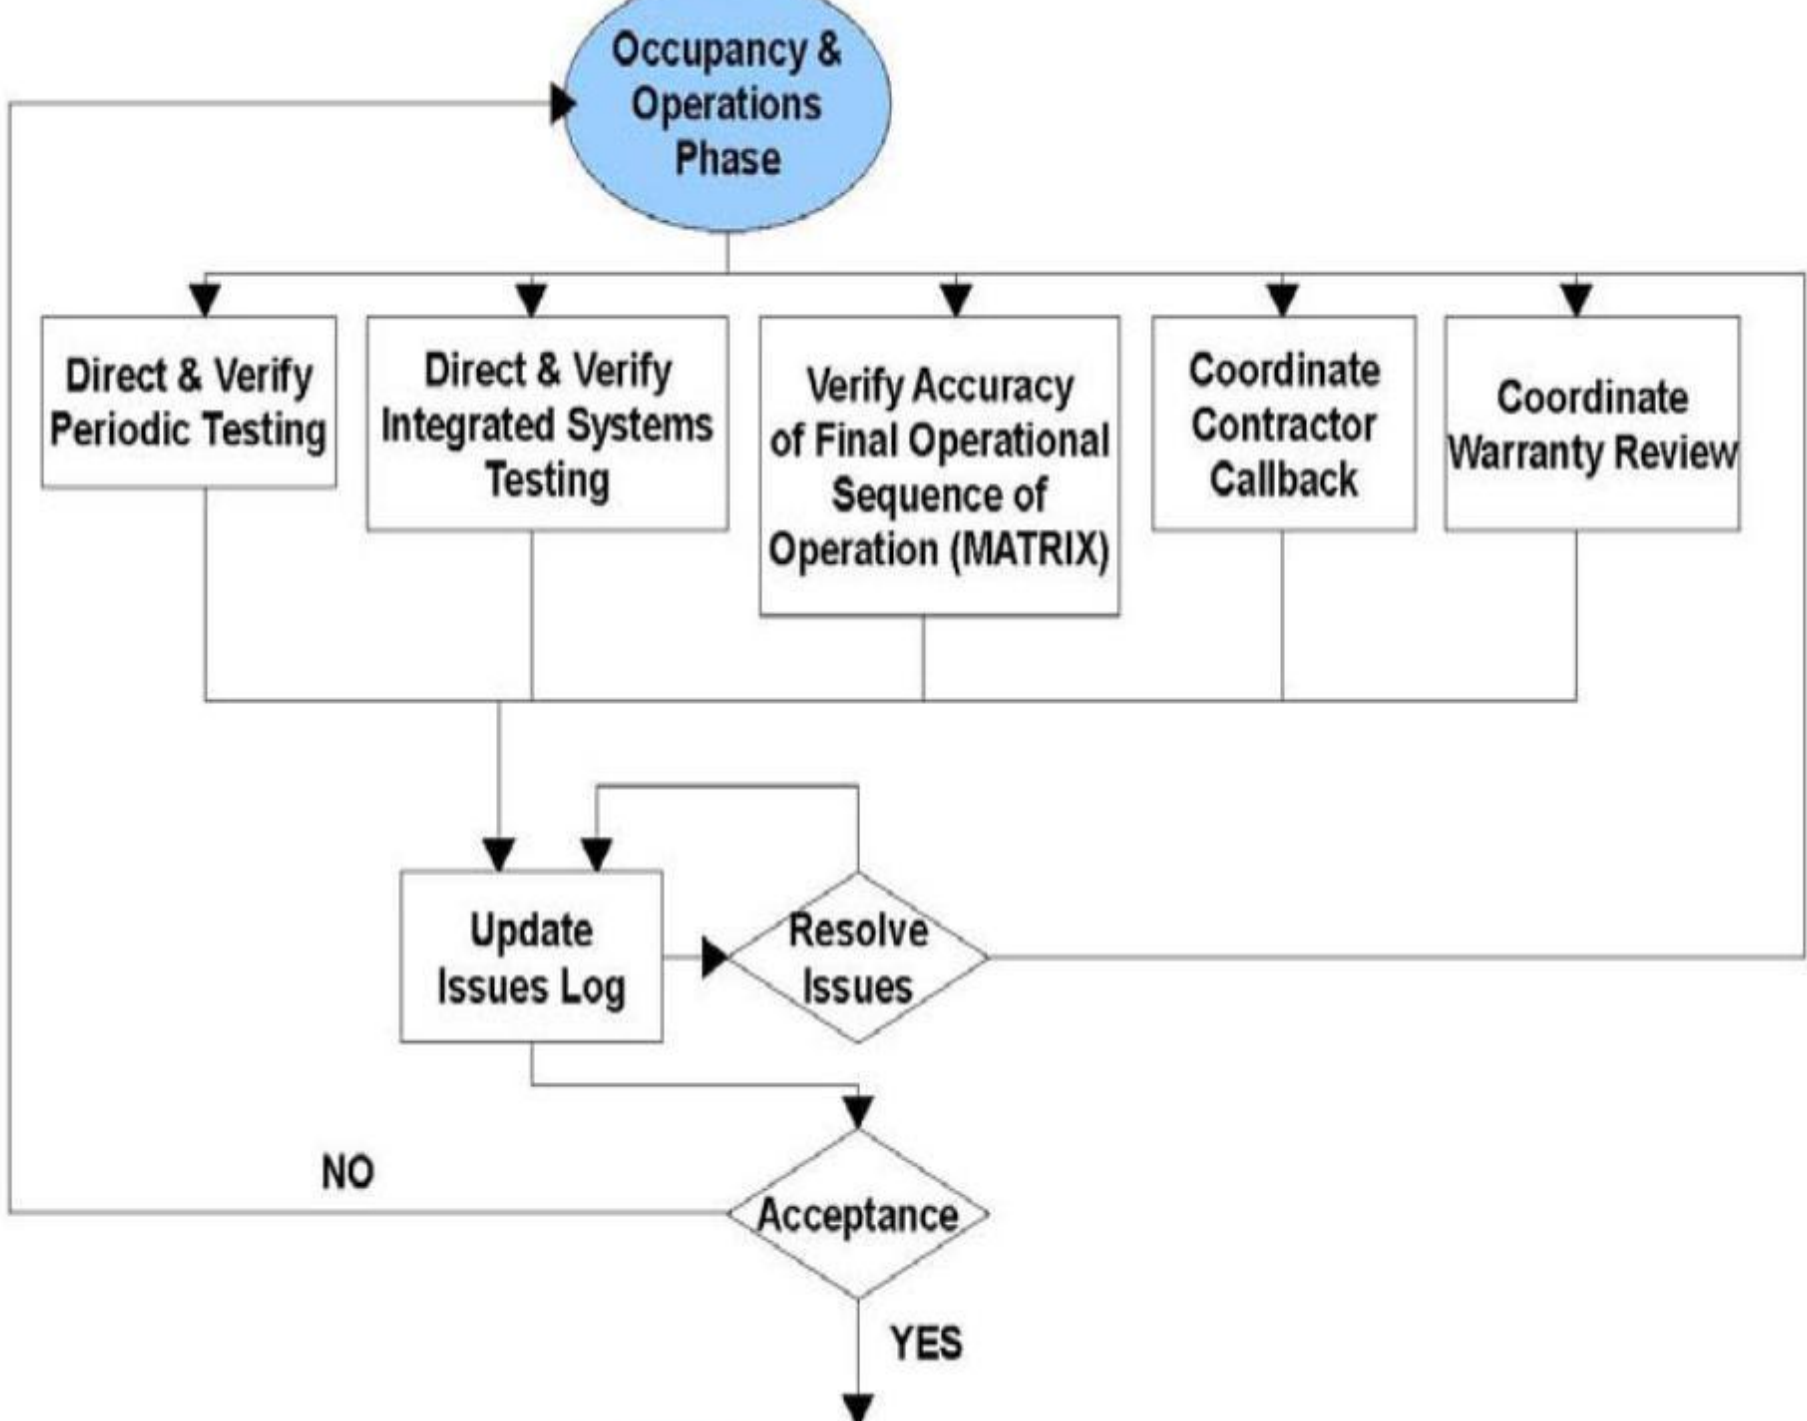 Occupancy &
Operations
Phase
Direct & Verify
Periodic Testing
Direct & Verify
Integrated Systems
Testing
Verify Accuracy
of Final Operational
Sequence of
Operation (MATRIX)
Coordinate
Contractor
Callback
Coordinate
Warranty Review
Update
Issues Log
Resolve
Issues
NO
Acceptance
YES